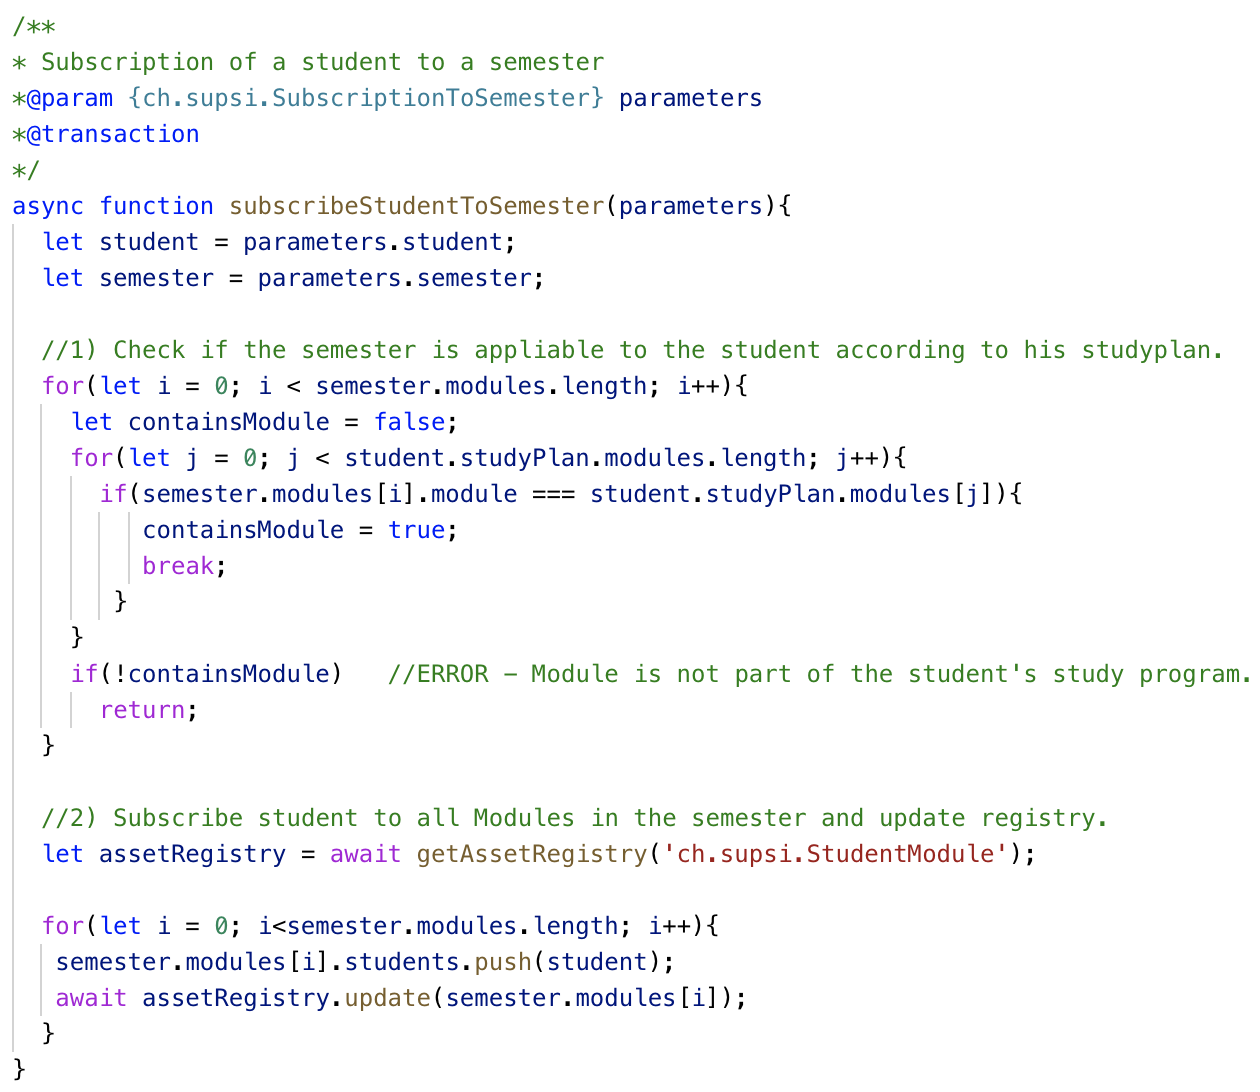 /**
* Subscription of a student to a semester
*@param {ch.supsi.SubscriptionToSemester} parameters
*@transaction
*/
async function subscribeStudentToSemester(parameters){
  let student = parameters.student;
  let semester = parameters.semester;

  //1) Check if the semester is appliable to the student according to his studyplan.
  for(let i = 0; i < semester.modules.length; i++){
    let containsModule = false;
    for(let j = 0; j < student.studyPlan.modules.length; j++){
      if(semester.modules[i].module === student.studyPlan.modules[j]){
         containsModule = true;
         break;
       }
    }
    if(!containsModule)   //ERROR – Module is not part of the student's study program.
      return;
  }

  //2) Subscribe student to all Modules in the semester and update registry.
  let assetRegistry = await getAssetRegistry('ch.supsi.StudentModule');

  for(let i = 0; i<semester.modules.length; i++){
   semester.modules[i].students.push(student);
   await assetRegistry.update(semester.modules[i]);
  }
}